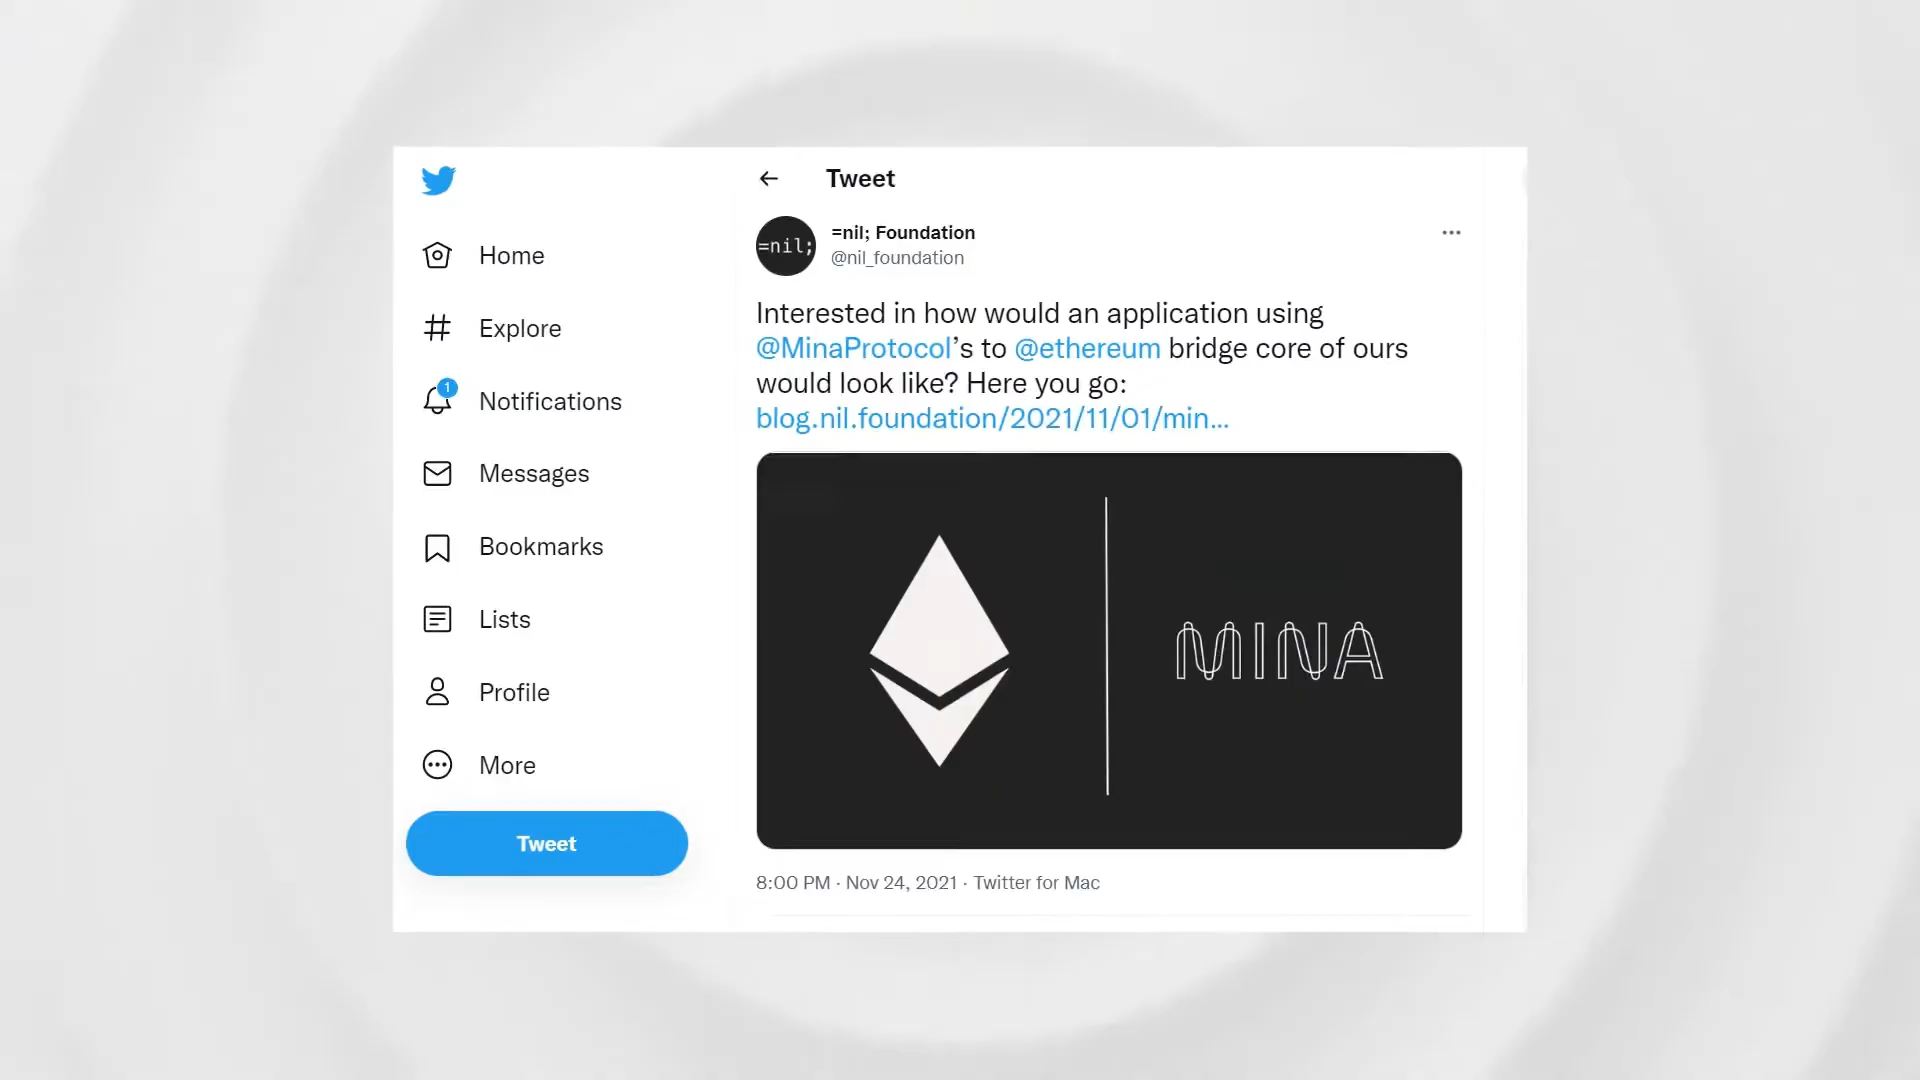 Home
Explore
1
Notifications
Messages
Bookmarks
Lists
Profile
More
Tweet
Tweet
=nil;
=nil; Foundation
@nil_foundation
Interested in how would an application using
@MinaProtocol’s to @ethereum bridge core of ours
would look like? Here you go:
blog.nil.foundation/2021/11/01/min...
MINA
8:00 PM · Nov 24, 2021 · Twitter for Mac